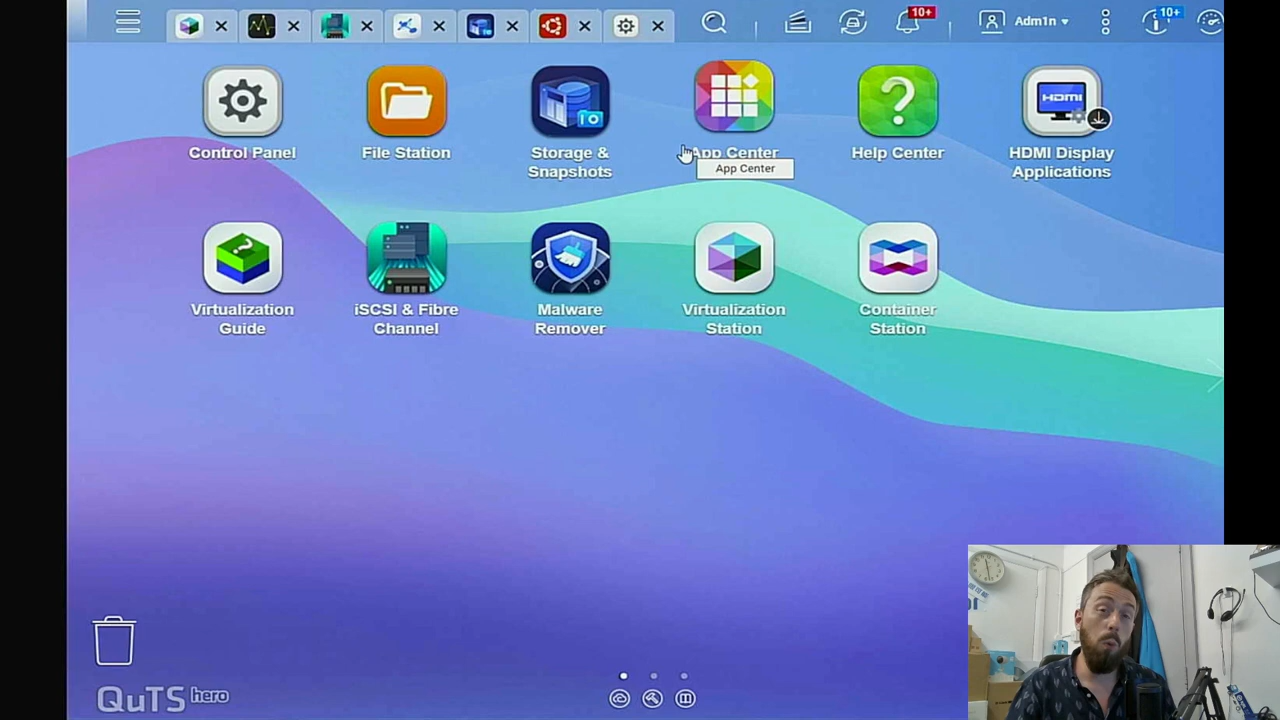 10+
Adm1n
10+
HDMI
Control Panel
File Station
Storage &
Snapshots
App Center
App Center
Help Center
HDMI Display
Applications
Virtualization
Guide
iSCSI & Fibre
Channel
Malware
Remover
Virtualization
Station
Container
Station
QuTS hero